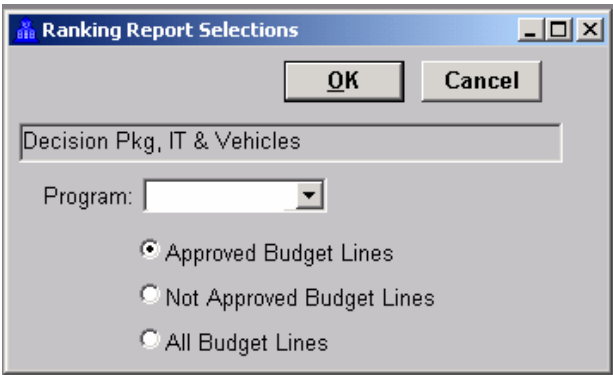 Ranking Report Selections
OK Cancel
Decision Pkg, IT & Vehicles
Program:
Approved Budget Lines
Not Approved Budget Lines
All Budget Lines